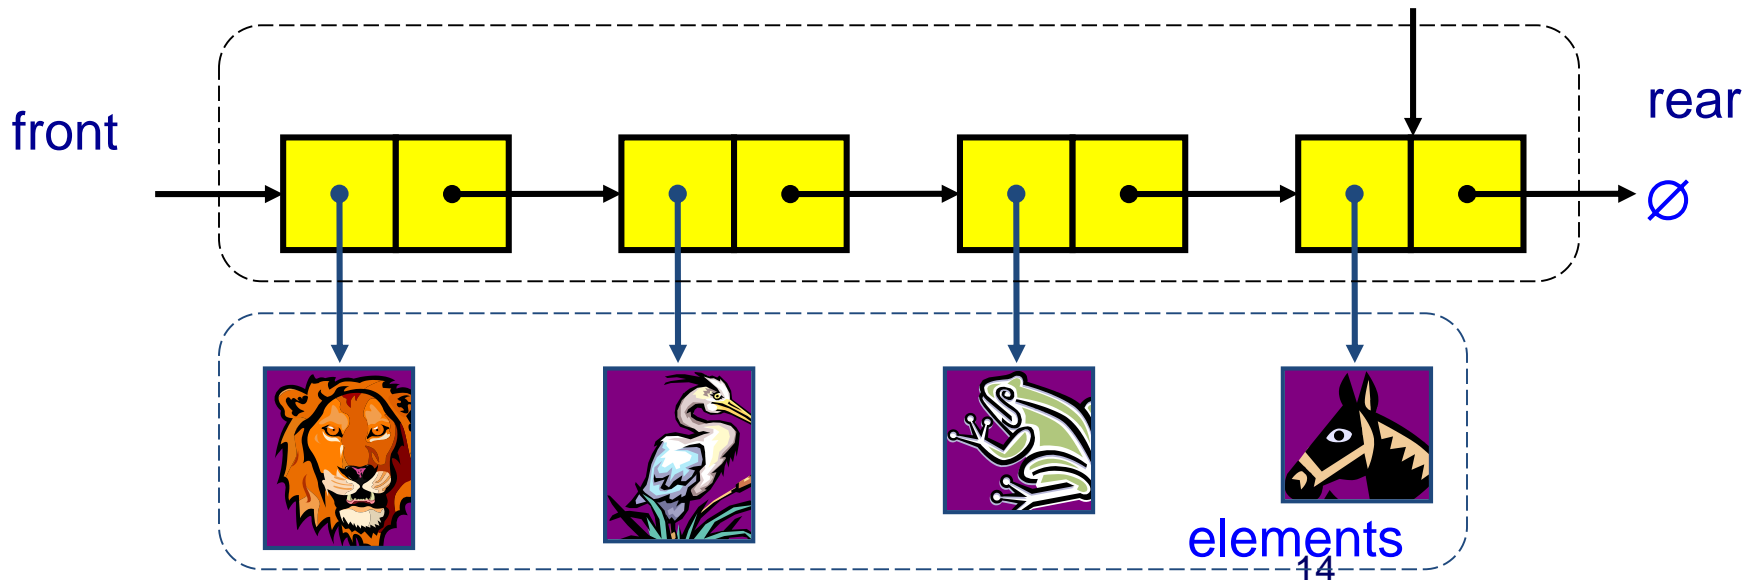 front
rear
∅
elements
14